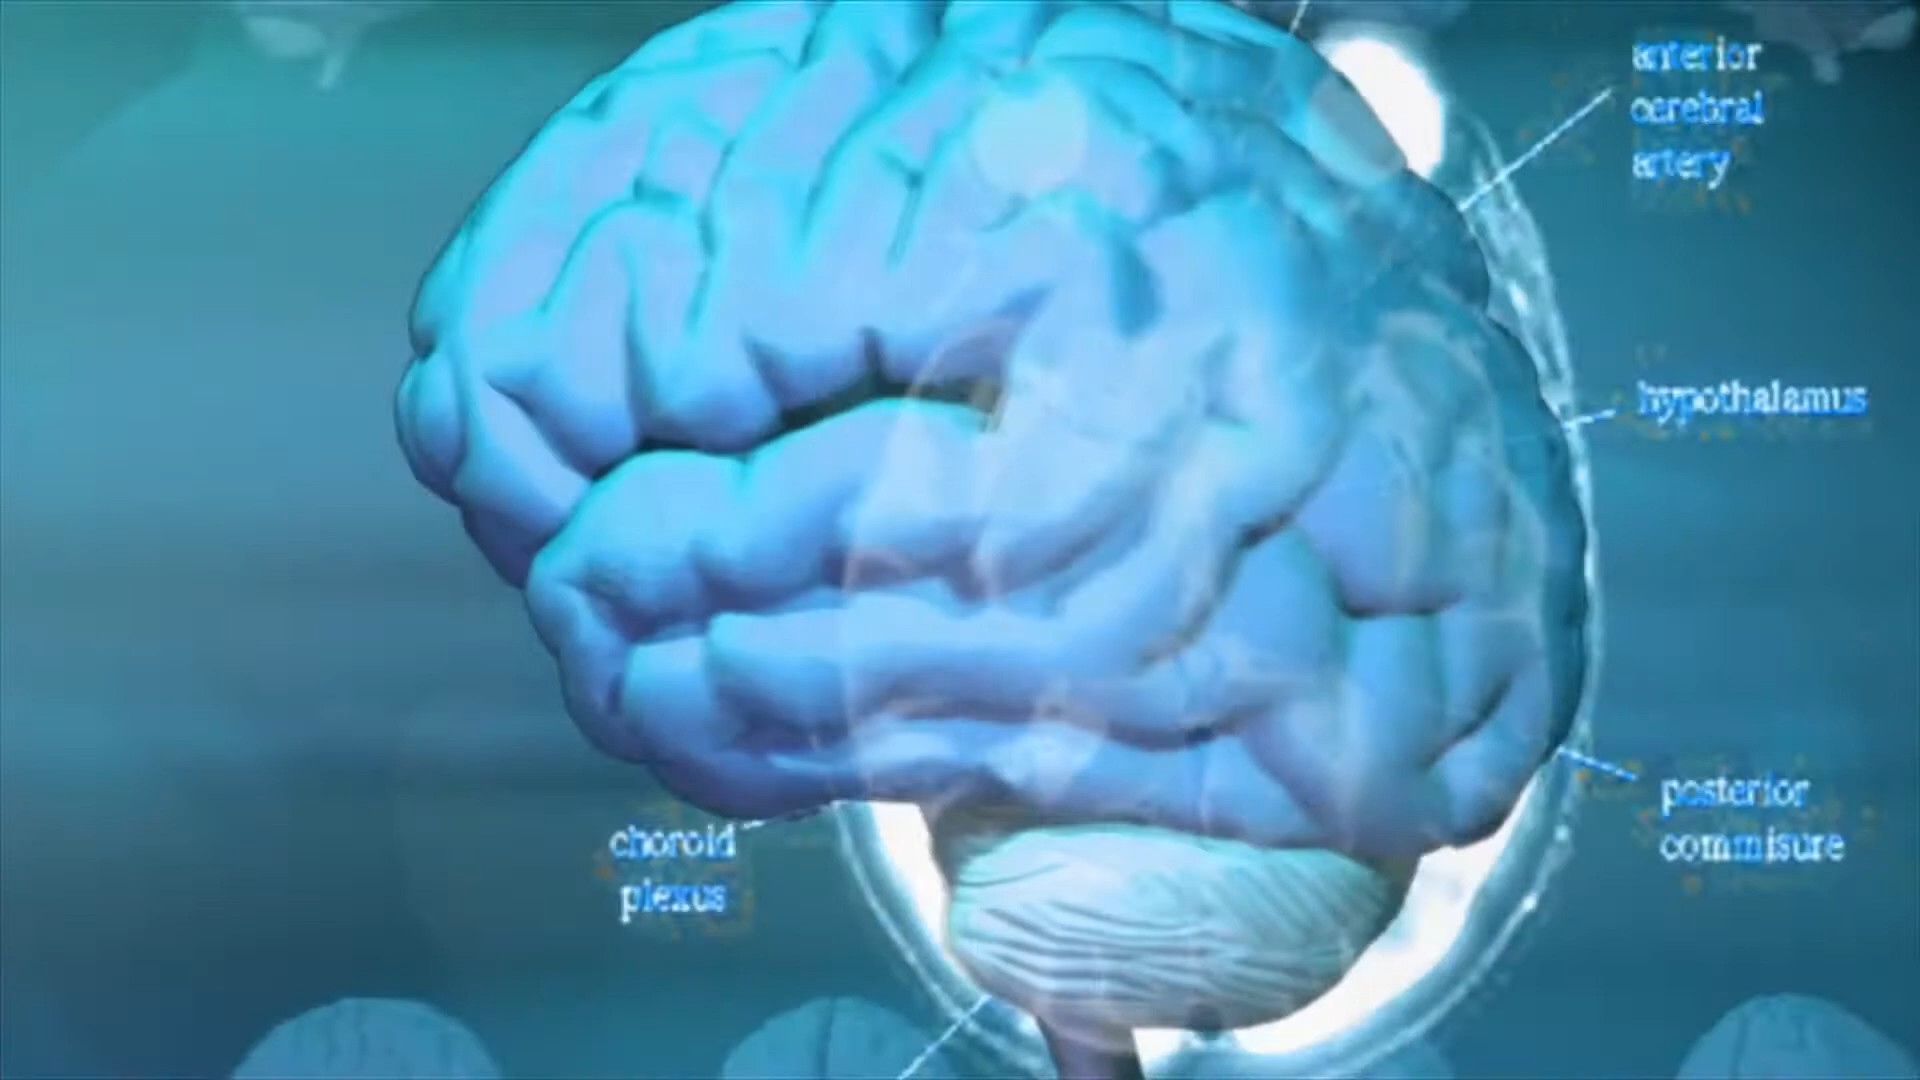 anterior
cerebral
artery
hypothalamus
posterior
commisure
choroid
plexus